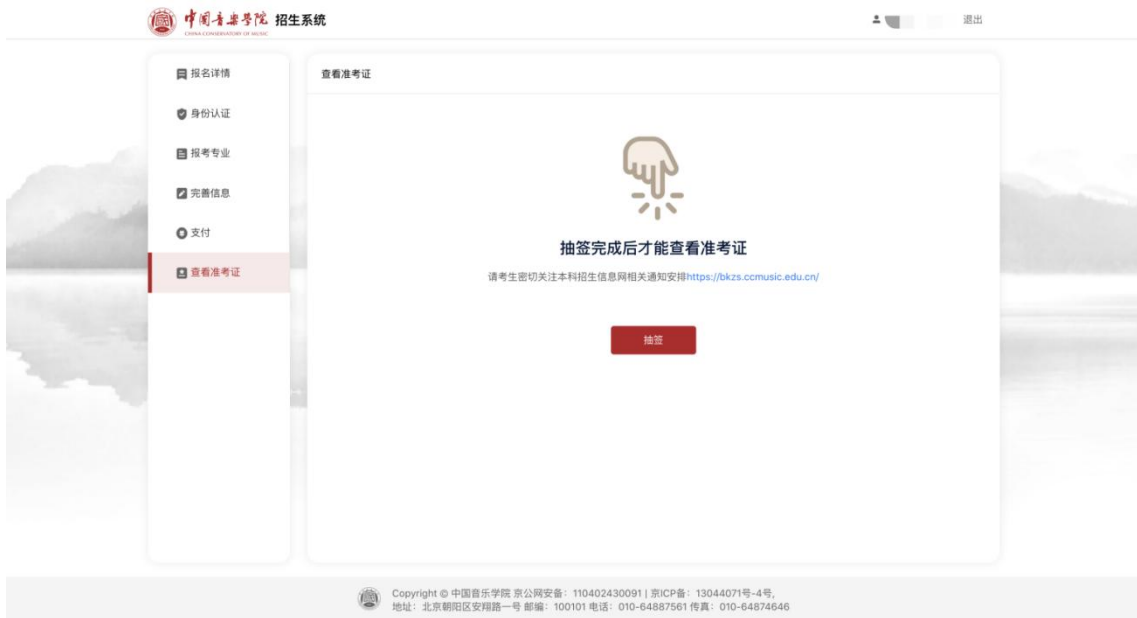 中国音乐学院 招生系统
CHINA CONSERVATORY OF MUSIC
退出
报名详情
身份认证
报考专业
完善信息
支付
查看准考证
查看准考证
抽签完成后才能查看准考证
请考生密切关注本科招生信息网相关通知安排https://bkzs.ccmusic.edu.cn/
抽签
Copyright © 中国音乐学院 京公网安备：110402430091 | 京ICP备：13044071号-4号,
地址：北京朝阳区安翔路一号 邮编：100101 电话：010-64887561 传真：010-64874646